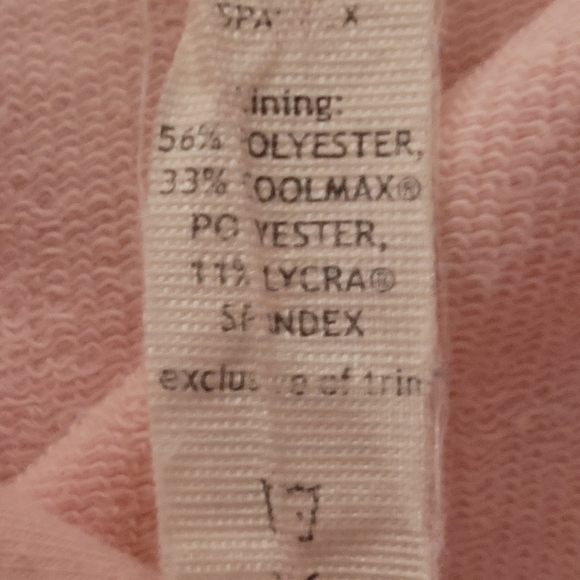 Lining:
56% POLYESTER,
33% COOLMAX®
POLYESTER,
11% LYCRA®
SPANDEX
exclusive of trim